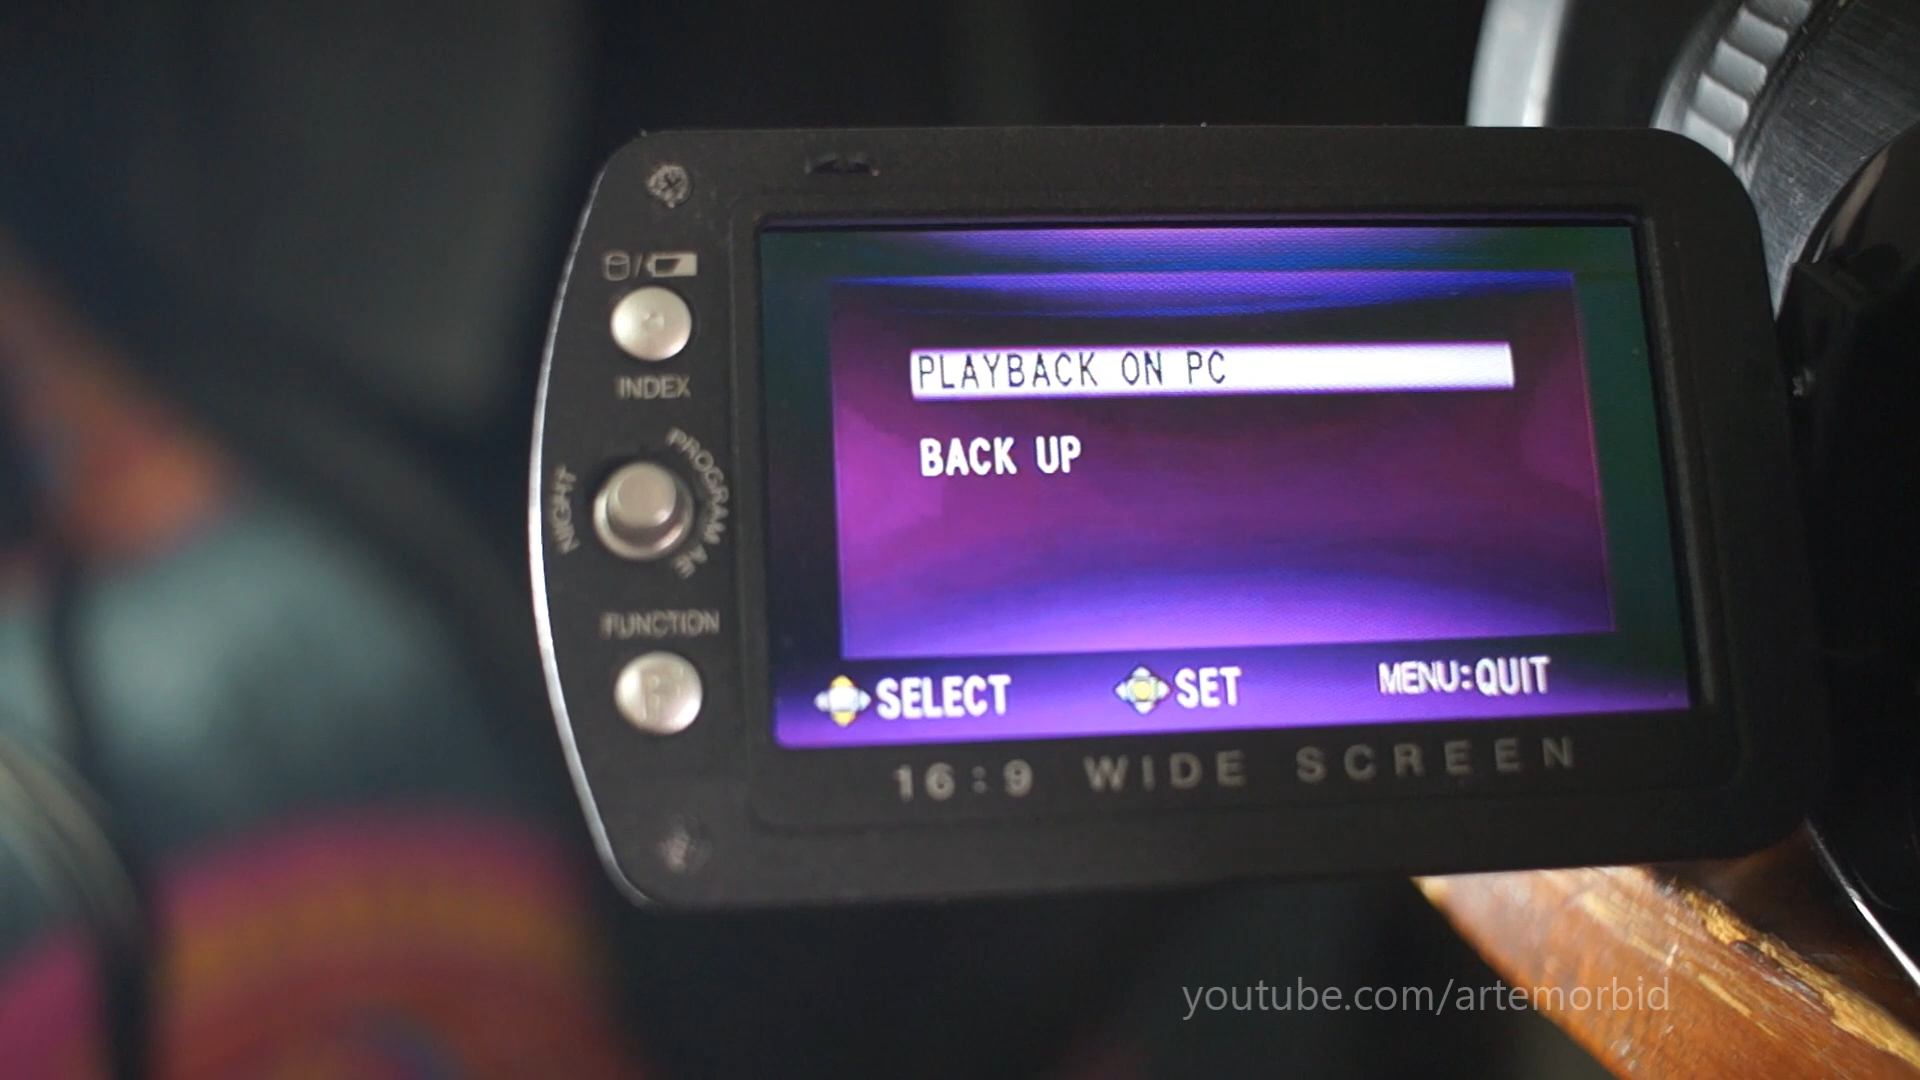 INDEX
NIGHT
PROGRAM AE
FUNCTION
PLAYBACK ON PC
BACK UP
SELECT SET MENU:QUIT
16:9 WIDE SCREEN
youtube.com/artemorbid